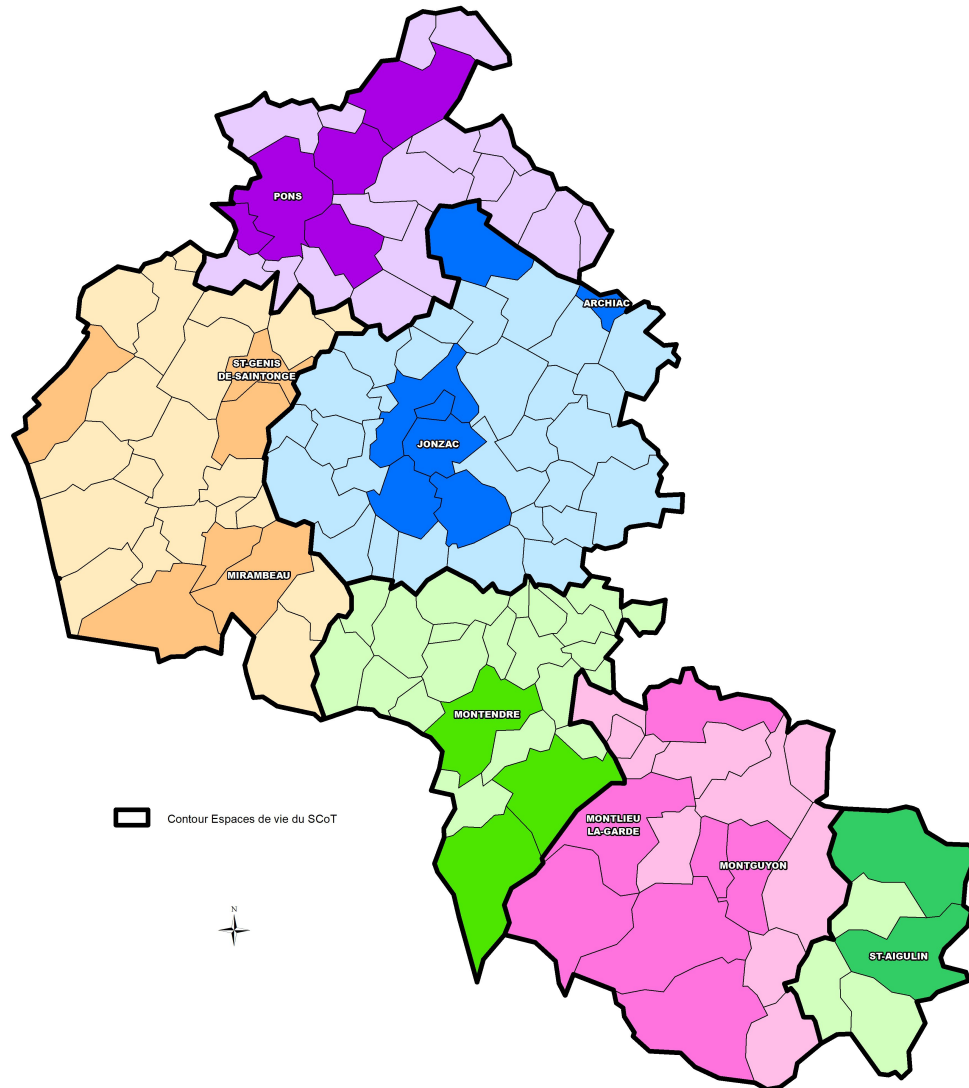 PONS
ARCHIAC
ST-GENIS
DE-SAINTONGE
JONZAC
MIRAMBEAU
MONTENDRE
MONTLIEU
LA-GARDE
MONTGUYON
ST-AIGULIN
Contour Espaces de vie du SCoT
N